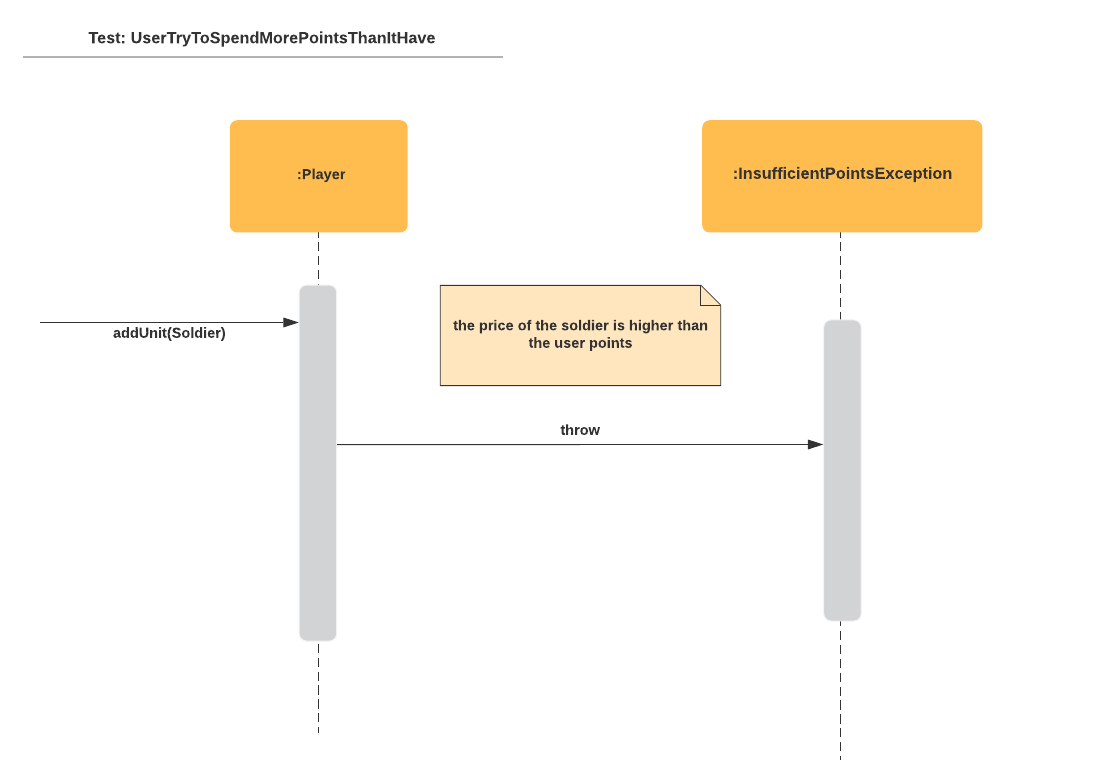 Test: UserTryToSpendMorePointsThanItHave
:Player
:InsufficientPointsException
the price of the soldier is higher than
the user points
addUnit(Soldier)
throw